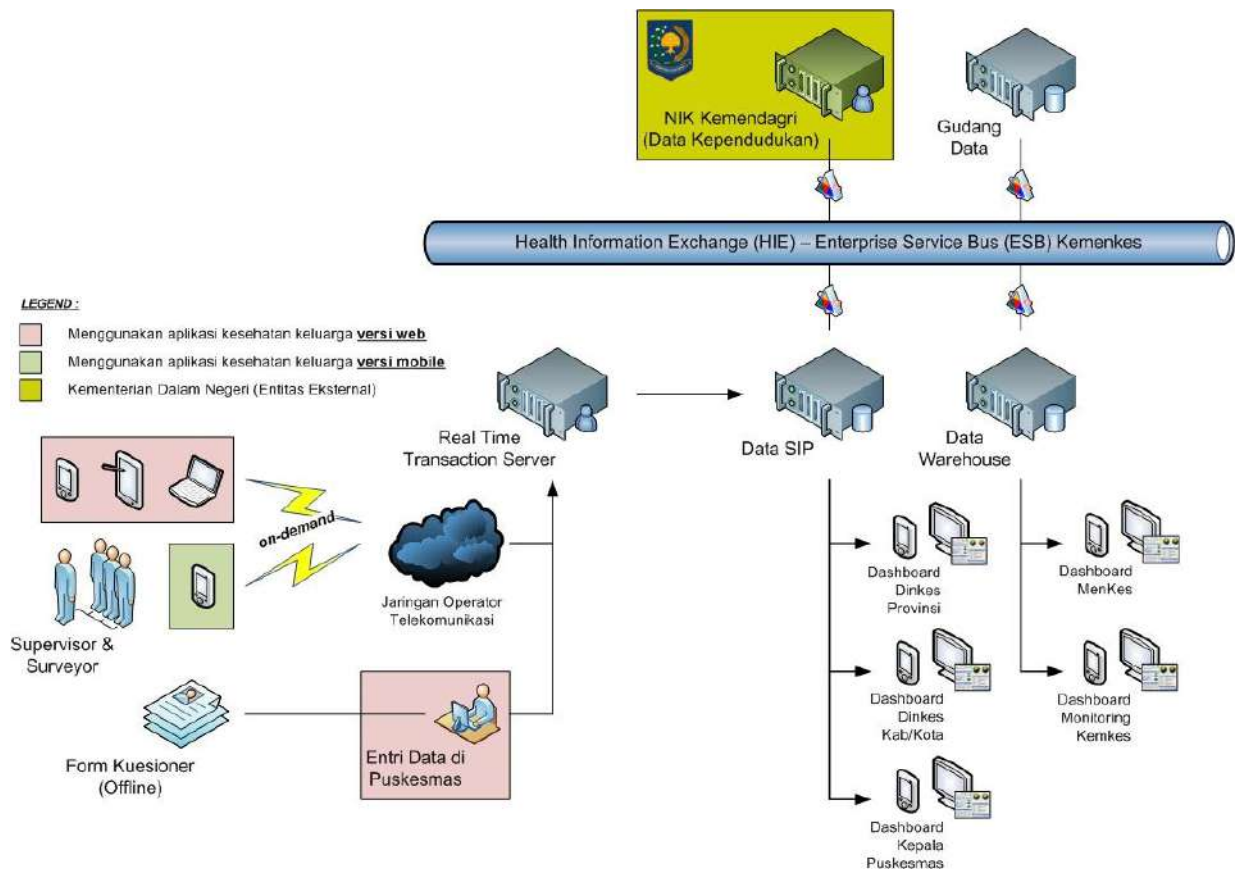 NIK Kemendagri
(Data Kependudukan)
Gudang
Data
Health Information Exchange (HIE) – Enterprise Service Bus (ESB) Kemenkes
LEGEND :
Menggunakan aplikasi kesehatan keluarga versi web
Menggunakan aplikasi kesehatan keluarga versi mobile
Kementerian Dalam Negeri (Entitas Eksternal)
Real Time
Transaction Server
Data SIP
Data
Warehouse
on-demand
Jaringan Operator
Telekomunikasi
Supervisor &
Surveyor
Form Kuesioner
(Offline)
Entri Data di
Puskesmas
Dashboard
Dinkes
Provinsi
Dashboard
MenKes
Dashboard
Dinkes
Kab/Kota
Dashboard
Monitoring
Kemkes
Dashboard
Kepala
Puskesmas